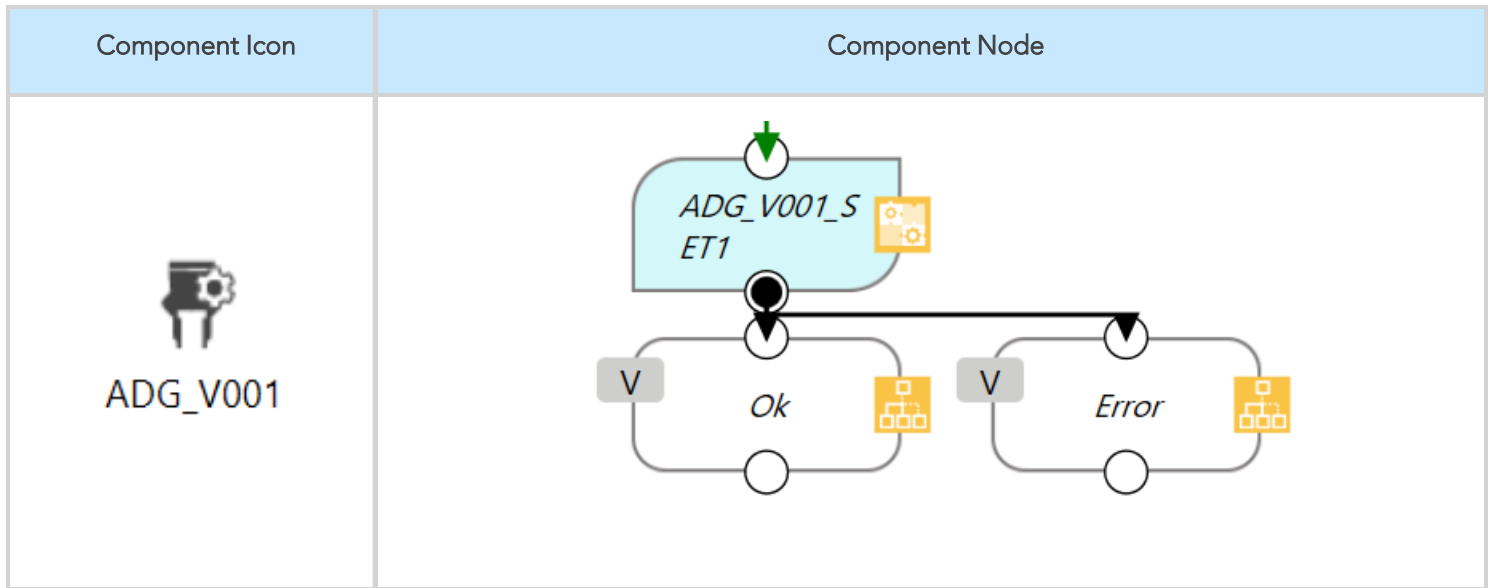 Component Icon
Component Node
ADG_V001
ADG_V001_S
ET1
V
Ok
V
Error